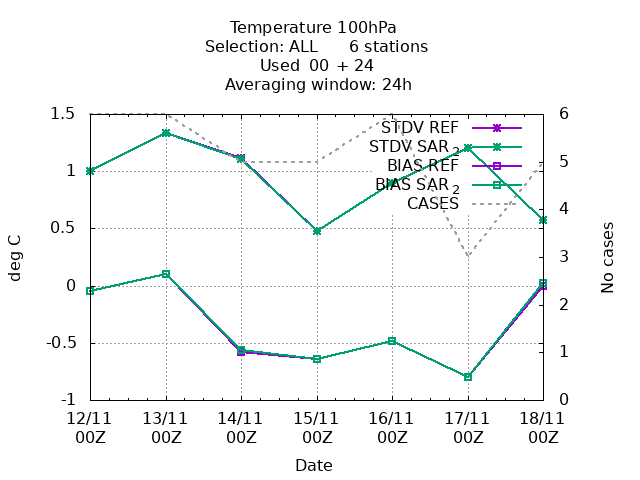 Temperature 100hPa
Selection: ALL 6 stations
Used 00 + 24
Averaging window: 24h
1.5
1
0.5
0
-0.5
-1
deg C
6
5
4
3
2
1
0
No cases
STDV REF
STDV SAR 2
BIAS REF
BIAS SAR 2
CASES
12/11 13/11 14/11 15/11 16/11 17/11 18/11
00Z 00Z 00Z 00Z 00Z 00Z 00Z
Date